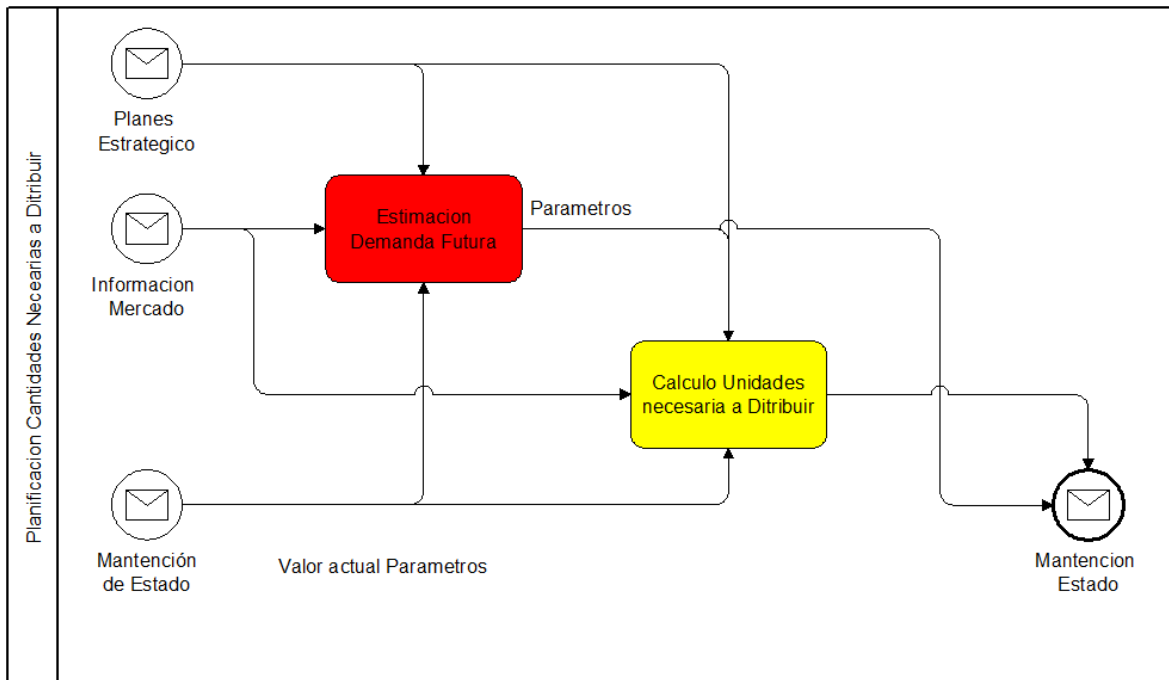 Planificacion Cantidades Necearias a Ditribuir
Planes
Estrategico
Estimacion
Demanda Futura
Parametros
Informacion
Mercado
Calculo Unidades
necesaria a Ditribuir
Mantención
de Estado
Valor actual Parametros
Mantencion
Estado